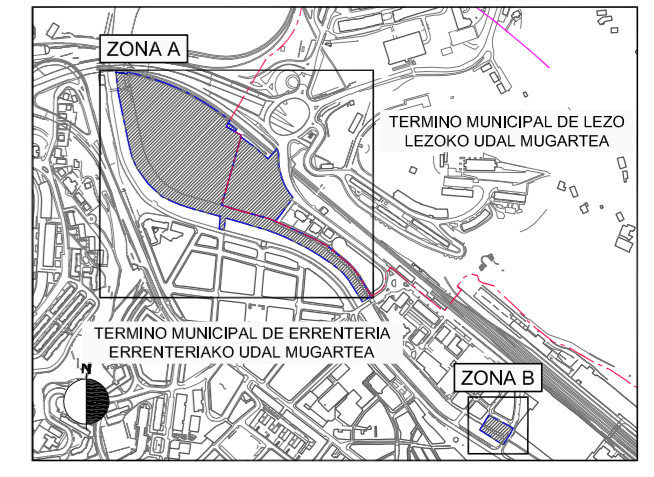 ZONA A
TERMINO MUNICIPAL DE LEZO
LEZOKO UDAL MUGARTEA
TERMINO MUNICIPAL DE ERRENTERIA
ERRENTERIAKO UDAL MUGARTEA
N
ZONA B